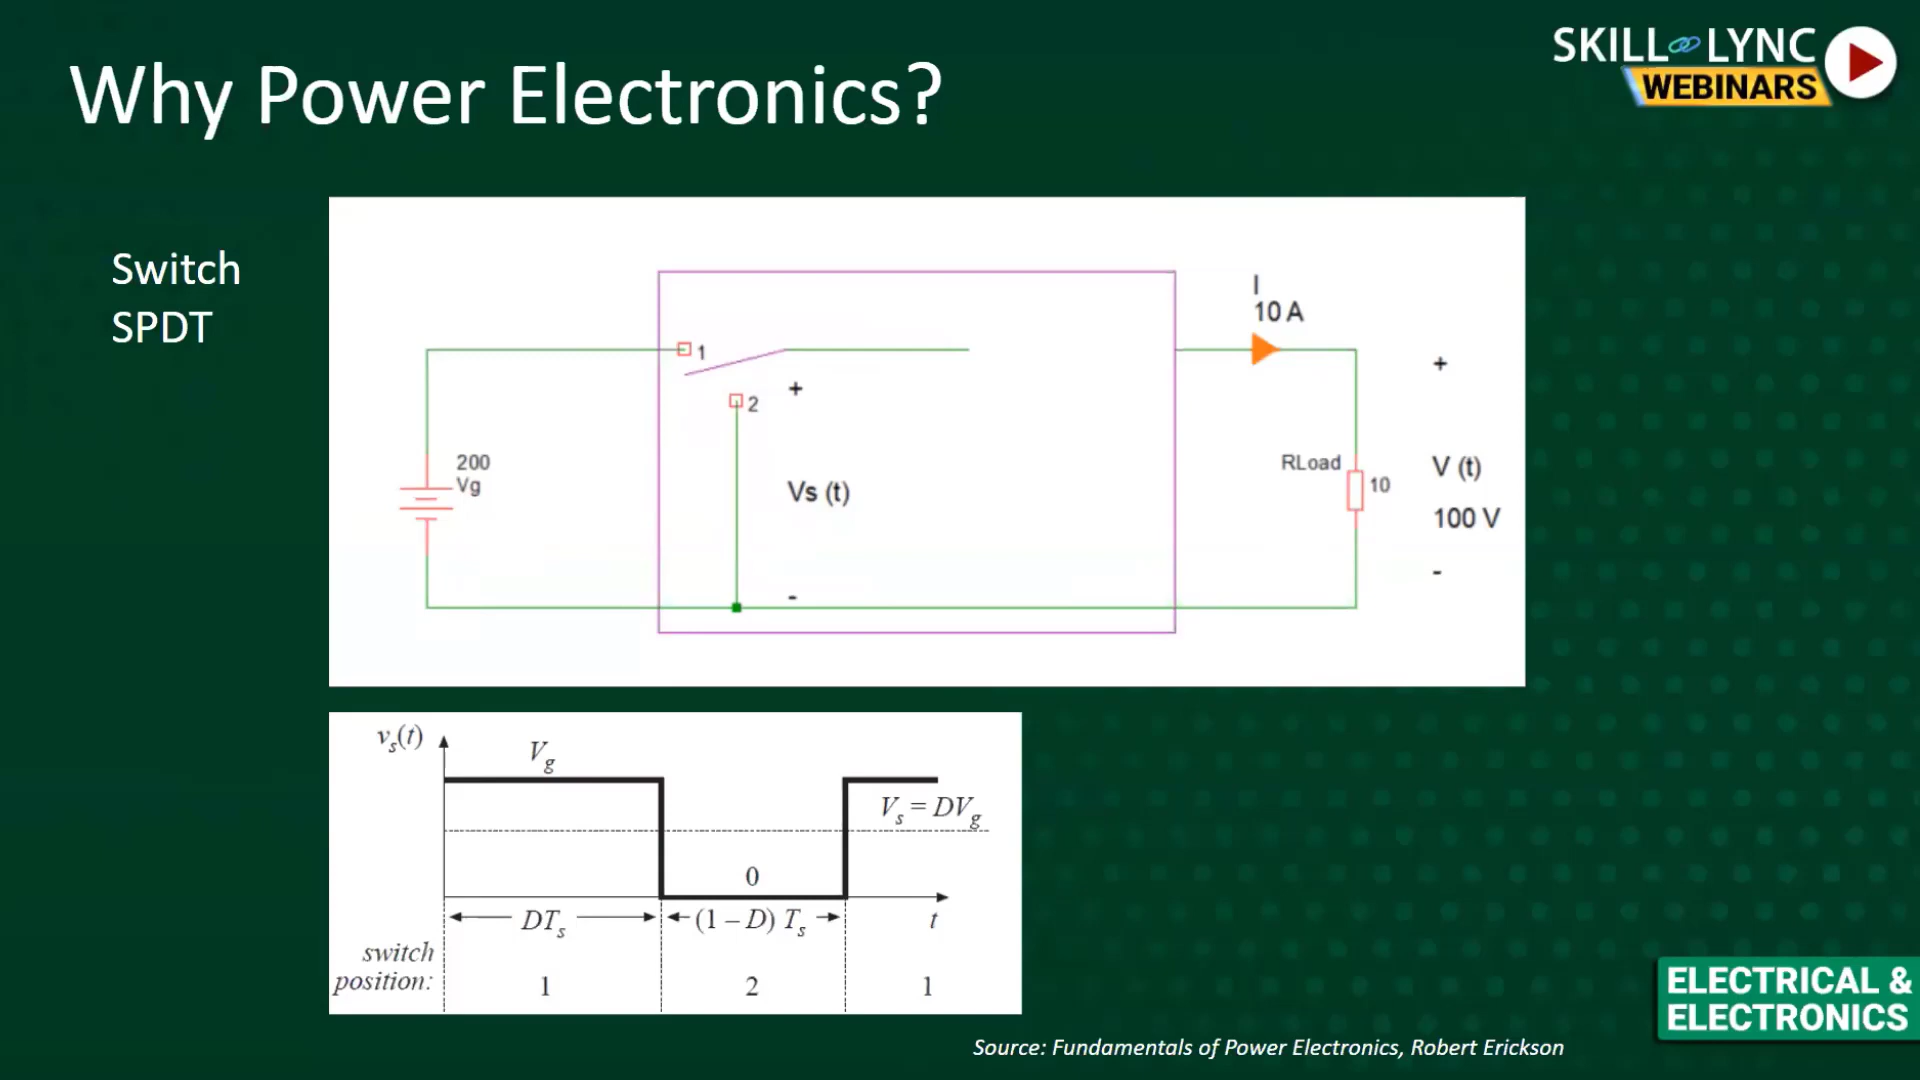 SKILL LYNC
WEBINARS
Why Power Electronics?
Switch
SPDT
I
10 A
1
+
+
2
200
Vg
RLoad
10
V (t)
Vs (t)
100 V
-
-
vs(t)
Vg
Vs = DVg
0
DTs
(1 – D) Ts
t
switch
position:
1
2
1
ELECTRICAL &
ELECTRONICS
Source: Fundamentals of Power Electronics, Robert Erickson